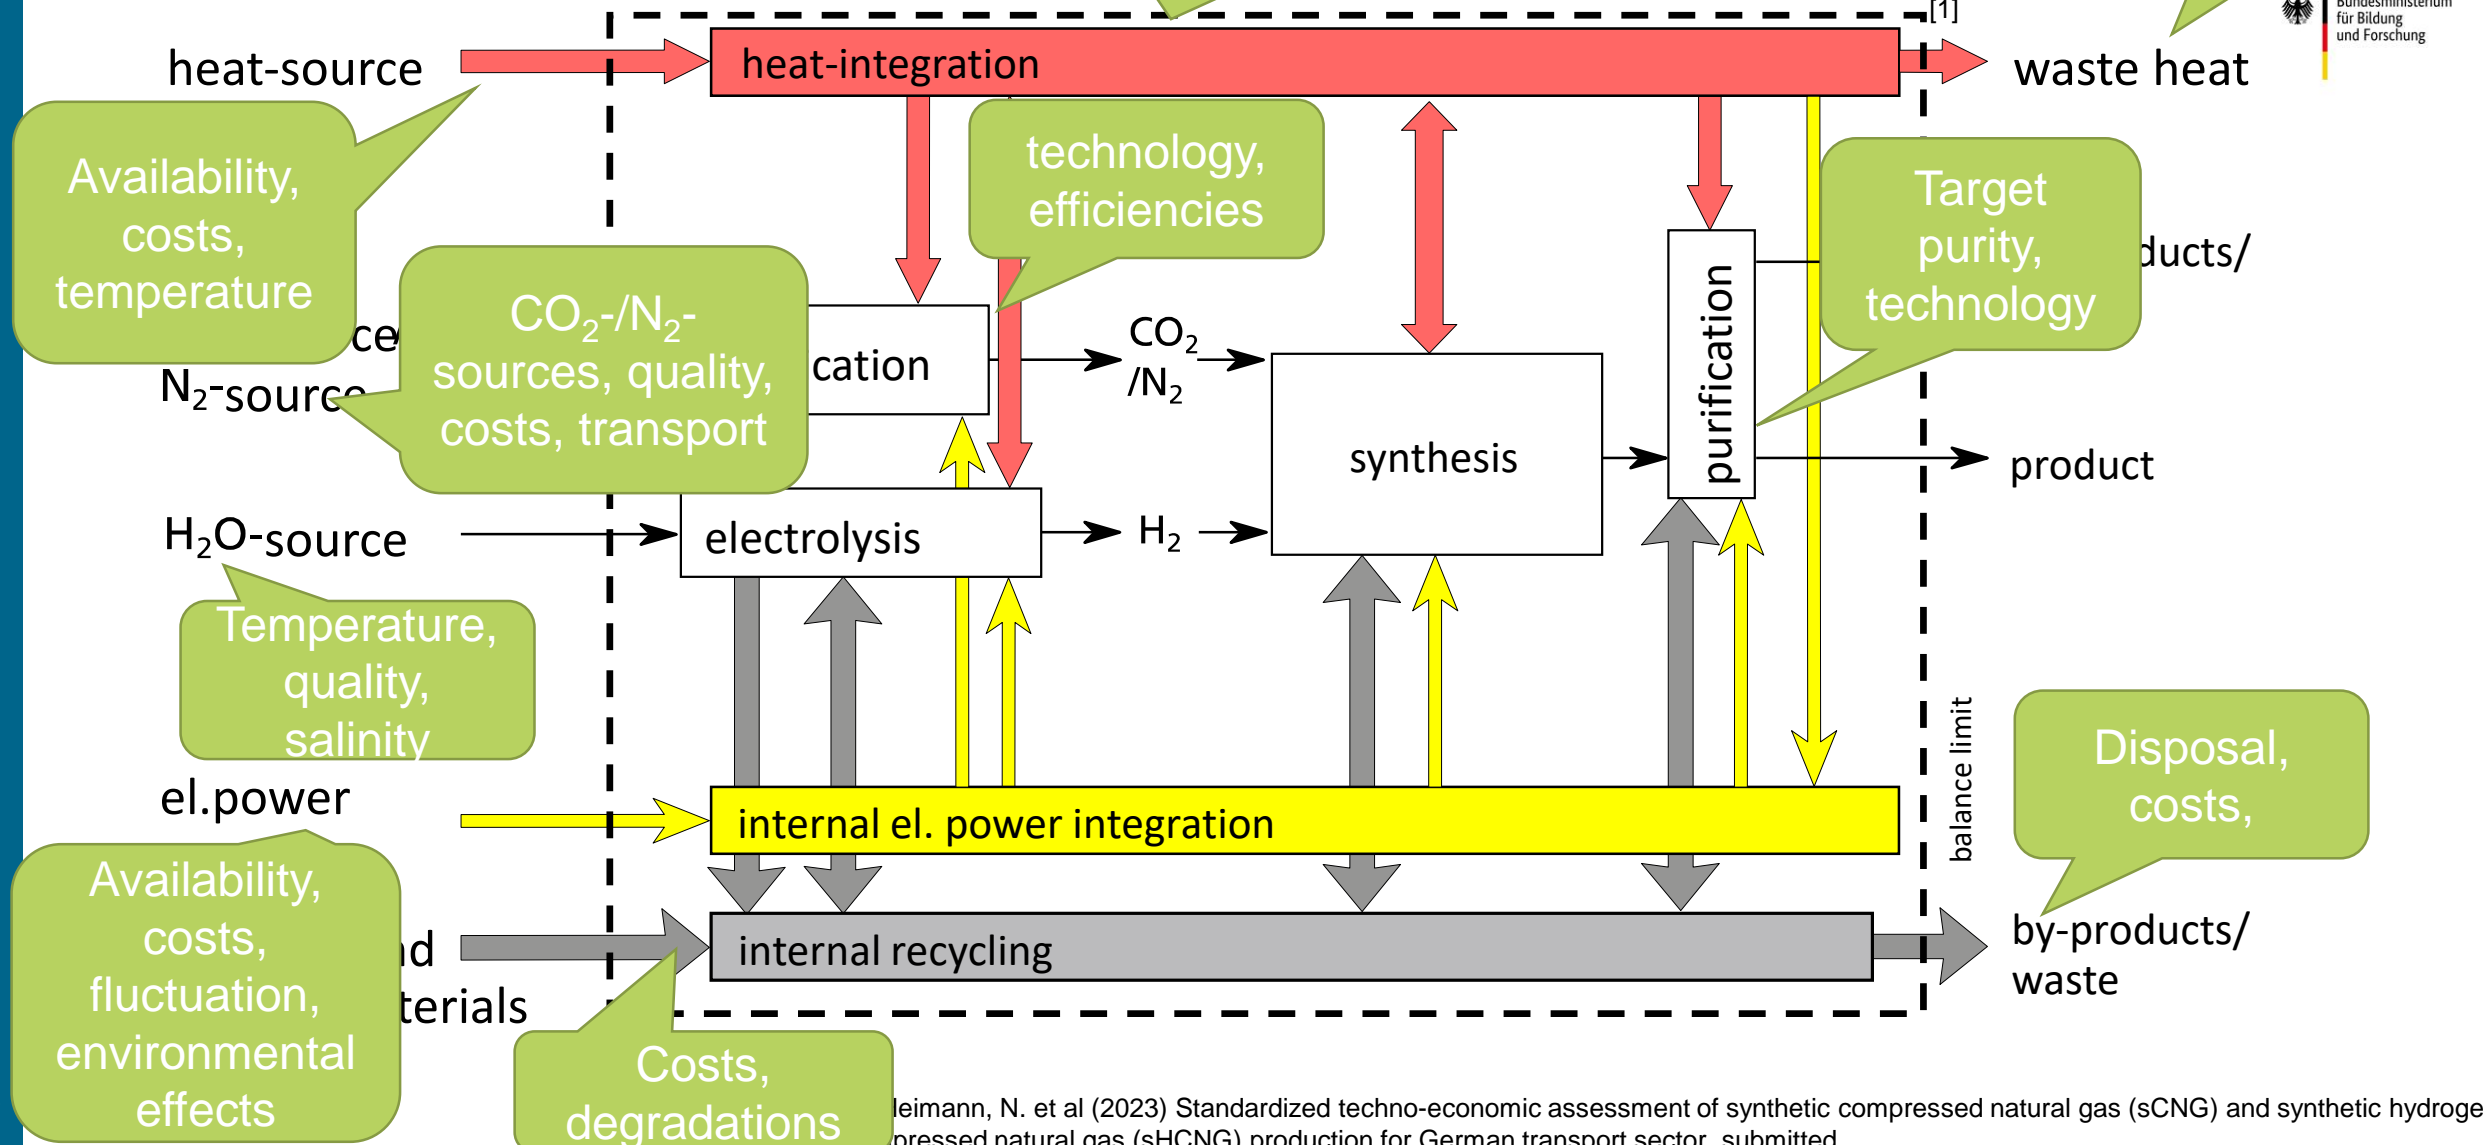 [1]
Bundesministerium
für Bildung
und Forschung
heat-source
heat-integration
waste heat
Availability,
costs,
temperature
technology,
efficiencies
Target
purity,
technology
ducts/
CO₂-/N₂-
sources, quality,
costs, transport
ce/
N₂-source
cation
CO₂
/N₂
purification
synthesis
product
H₂O-source
electrolysis
H₂
Temperature,
quality,
salinity
balance limit
Disposal,
costs,
el.power
internal el. power integration
Availability,
costs,
fluctuation,
environmental
effects
nd
terials
internal recycling
by-products/
waste
Costs,
degradations
leimann, N. et al (2023) Standardized techno-economic assessment of synthetic compressed natural gas (sCNG) and synthetic hydroge
pressed natural gas (sHCNG) production for German transport sector, submitted